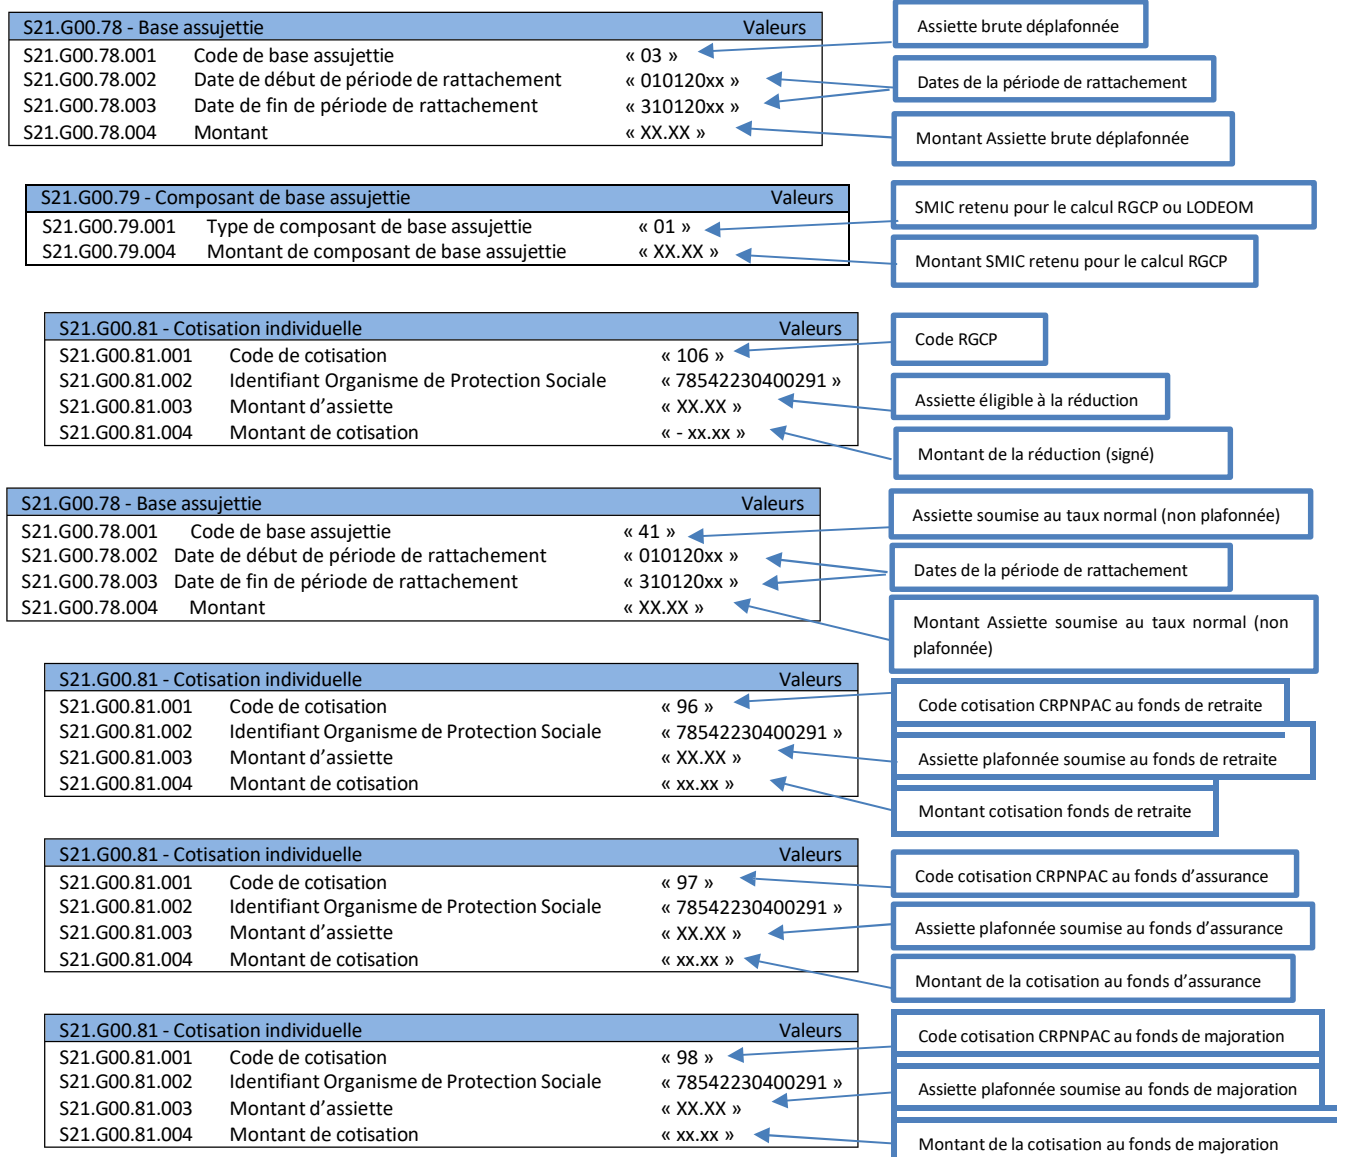 S21.G00.78 - Base assujettie Valeurs
S21.G00.78.001 Code de base assujettie « 03 »
S21.G00.78.002 Date de début de période de rattachement « 010120xx »
S21.G00.78.003 Date de fin de période de rattachement « 310120xx »
S21.G00.78.004 Montant « XX.XX »
Assiette brute déplafonnée
Dates de la période de rattachement
Montant Assiette brute déplafonnée
S21.G00.79 - Composant de base assujettie Valeurs
S21.G00.79.001 Type de composant de base assujettie « 01 »
S21.G00.79.004 Montant de composant de base assujettie « XX.XX »
SMIC retenu pour le calcul RGCP ou LODEOM
Montant SMIC retenu pour le calcul RGCP
S21.G00.81 - Cotisation individuelle Valeurs
S21.G00.81.001 Code de cotisation « 106 »
S21.G00.81.002 Identifiant Organisme de Protection Sociale « 78542230400291 »
S21.G00.81.003 Montant d’assiette « XX.XX »
S21.G00.81.004 Montant de cotisation « - xx.xx »
Code RGCP
Assiette éligible à la réduction
Montant de la réduction (signé)
S21.G00.78 - Base assujettie Valeurs
S21.G00.78.001 Code de base assujettie « 41 »
S21.G00.78.002 Date de début de période de rattachement « 010120xx »
S21.G00.78.003 Date de fin de période de rattachement « 310120xx »
S21.G00.78.004 Montant « XX.XX »
Assiette soumise au taux normal (non plafonnée)
Dates de la période de rattachement
Montant Assiette soumise au taux normal (non
plafonnée)
S21.G00.81 - Cotisation individuelle Valeurs
S21.G00.81.001 Code de cotisation « 96 »
S21.G00.81.002 Identifiant Organisme de Protection Sociale « 78542230400291 »
S21.G00.81.003 Montant d’assiette « XX.XX »
S21.G00.81.004 Montant de cotisation « xx.xx »
Code cotisation CRPNPAC au fonds de retraite
Assiette plafonnée soumise au fonds de retraite
Montant cotisation fonds de retraite
S21.G00.81 - Cotisation individuelle Valeurs
S21.G00.81.001 Code de cotisation « 97 »
S21.G00.81.002 Identifiant Organisme de Protection Sociale « 78542230400291 »
S21.G00.81.003 Montant d’assiette « XX.XX »
S21.G00.81.004 Montant de cotisation « xx.xx »
Code cotisation CRPNPAC au fonds d’assurance
Assiette plafonnée soumise au fonds d’assurance
Montant de la cotisation au fonds d’assurance
S21.G00.81 - Cotisation individuelle Valeurs
S21.G00.81.001 Code de cotisation « 98 »
S21.G00.81.002 Identifiant Organisme de Protection Sociale « 78542230400291 »
S21.G00.81.003 Montant d’assiette « XX.XX »
S21.G00.81.004 Montant de cotisation « xx.xx »
Code cotisation CRPNPAC au fonds de majoration
Assiette plafonnée soumise au fonds de majoration
Montant de la cotisation au fonds de majoration